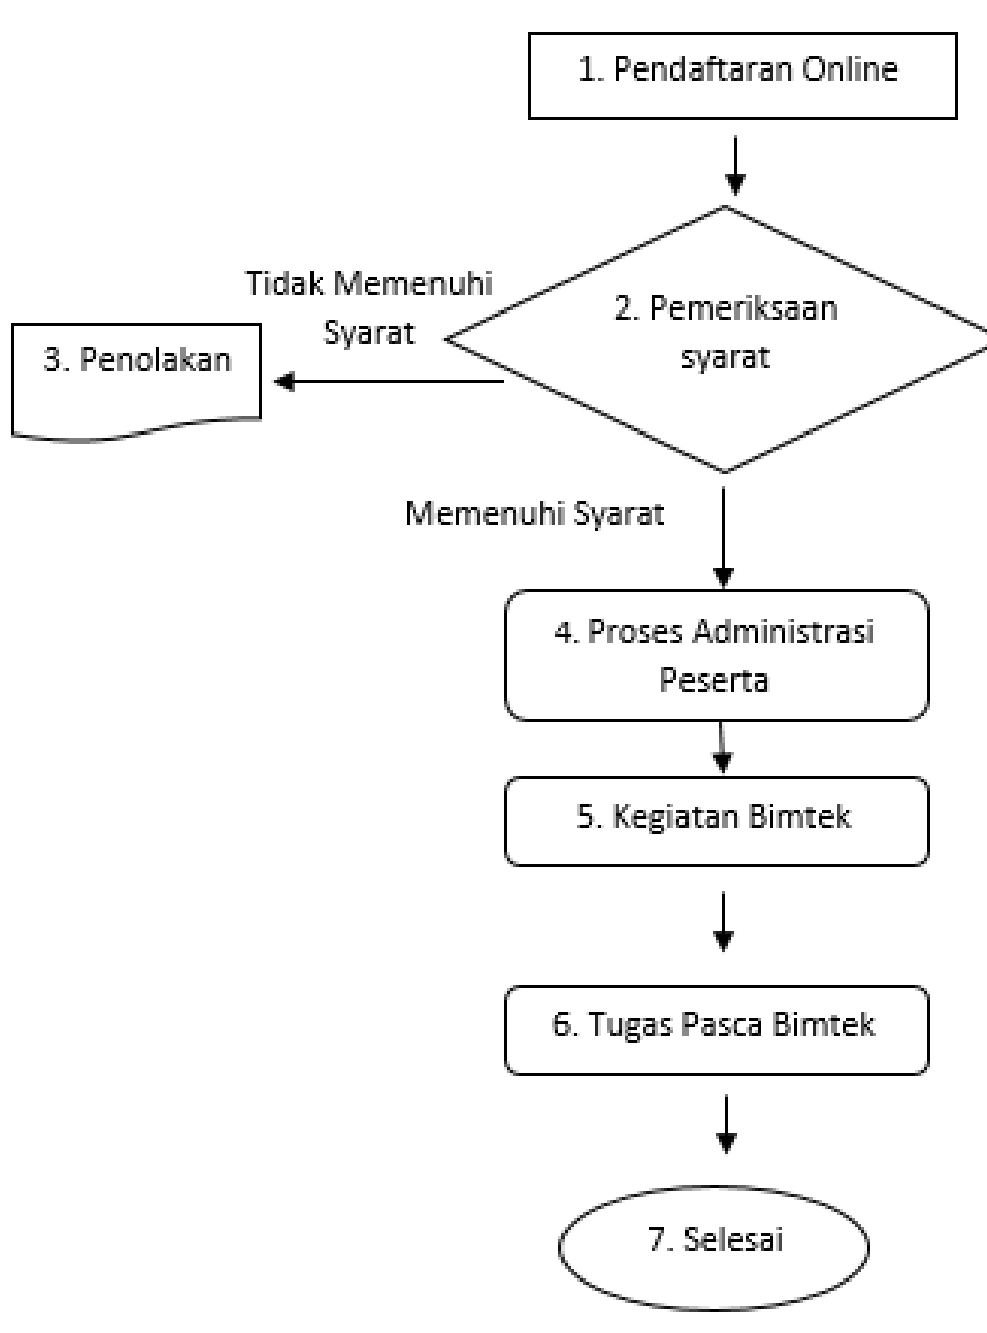 1. Pendaftaran Online
2. Pemeriksaan
syarat
Tidak Memenuhi
Syarat
3. Penolakan
Memenuhi Syarat
4. Proses Administrasi
Peserta
5. Kegiatan Bimtek
6. Tugas Pasca Bimtek
7. Selesai